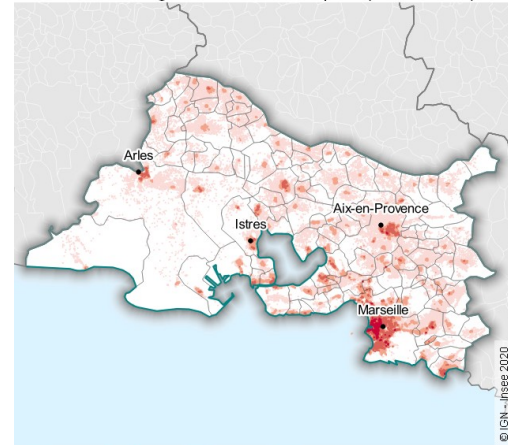 Arles
Aix-en-Provence
Istres
Marseille
© IGN - Insee 2020